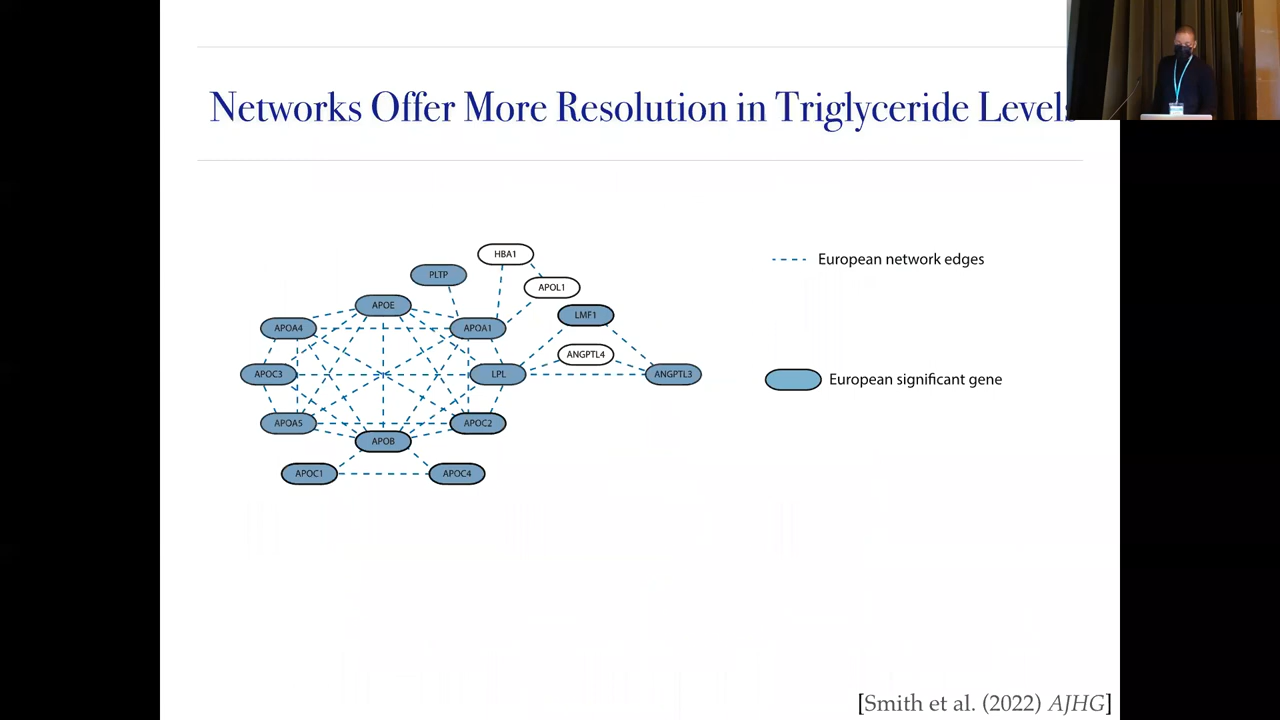 Networks Offer More Resolution in Triglyceride Levels
HBA1
PLTP
APOL1
APOE
LMF1
APOA4
APOA1
ANGPTL4
APOC3
LPL
ANGPTL3
APOA5
APOC2
APOB
APOC1
APOC4
European network edges
European significant gene
[Smith et al. (2022) AJHG]